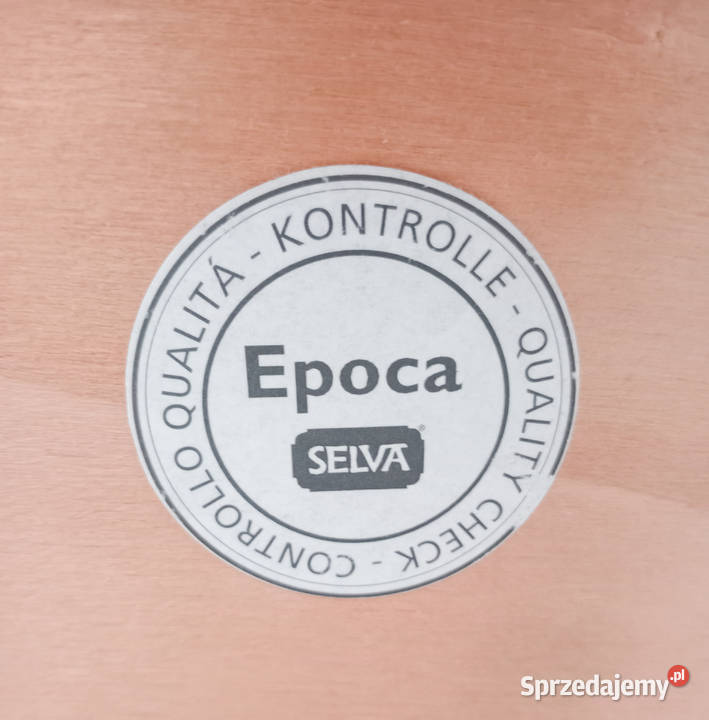 KONTROLLE - QUALITY CHECK - CONTROLLO QUALITÁ -
Epoca
SELVA®
Sprzedajemy.pl